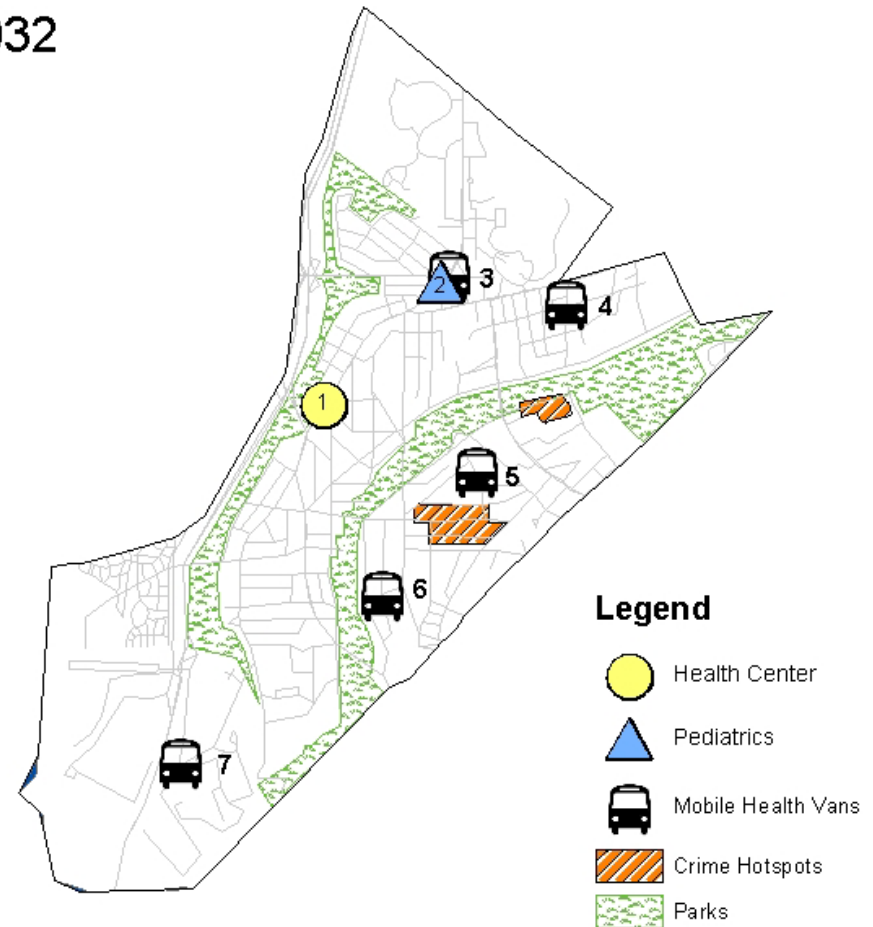 032
3
2
4
1
5
6
7
Legend
Health Center
Pediatrics
Mobile Health Vans
Crime Hotspots
Parks